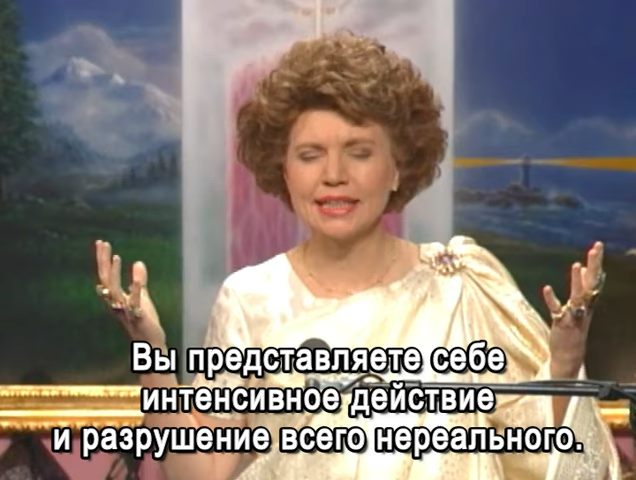 Вы представляете себе
интенсивное действие
и разрушение всего нереального.